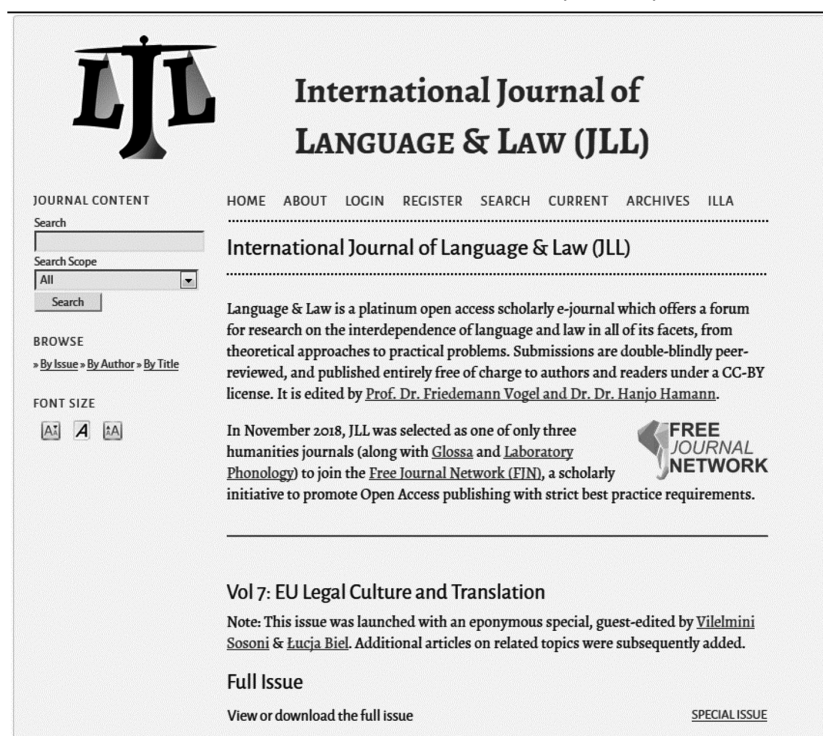 LJL
International Journal of
LANGUAGE & LAW (JLL)
JOURNAL CONTENT
Search
Search Scope
All
Search
BROWSE
» By Issue » By Author » By Title
FONT SIZE
A A A
HOME ABOUT LOGIN REGISTER SEARCH CURRENT ARCHIVES ILLA
International Journal of Language & Law (JLL)
Language & Law is a platinum open access scholarly e-journal which offers a forum
for research on the interdependence of language and law in all of its facets, from
theoretical approaches to practical problems. Submissions are double-blindly peer-
reviewed, and published entirely free of charge to authors and readers under a CC-BY
license. It is edited by Prof. Dr. Friedemann Vogel and Dr. Dr. Hanjo Hamann.
In November 2018, JLL was selected as one of only three
humanities journals (along with Glossa and Laboratory
Phonology) to join the Free Journal Network (FJN), a scholarly
initiative to promote Open Access publishing with strict best practice requirements.
FREE
JOURNAL
NETWORK
Vol 7: EU Legal Culture and Translation
Note: This issue was launched with an eponymous special, guest-edited by Vilelmini
Sosoni & Łucja Biel. Additional articles on related topics were subsequently added.
Full Issue
View or download the full issue SPECIAL ISSUE